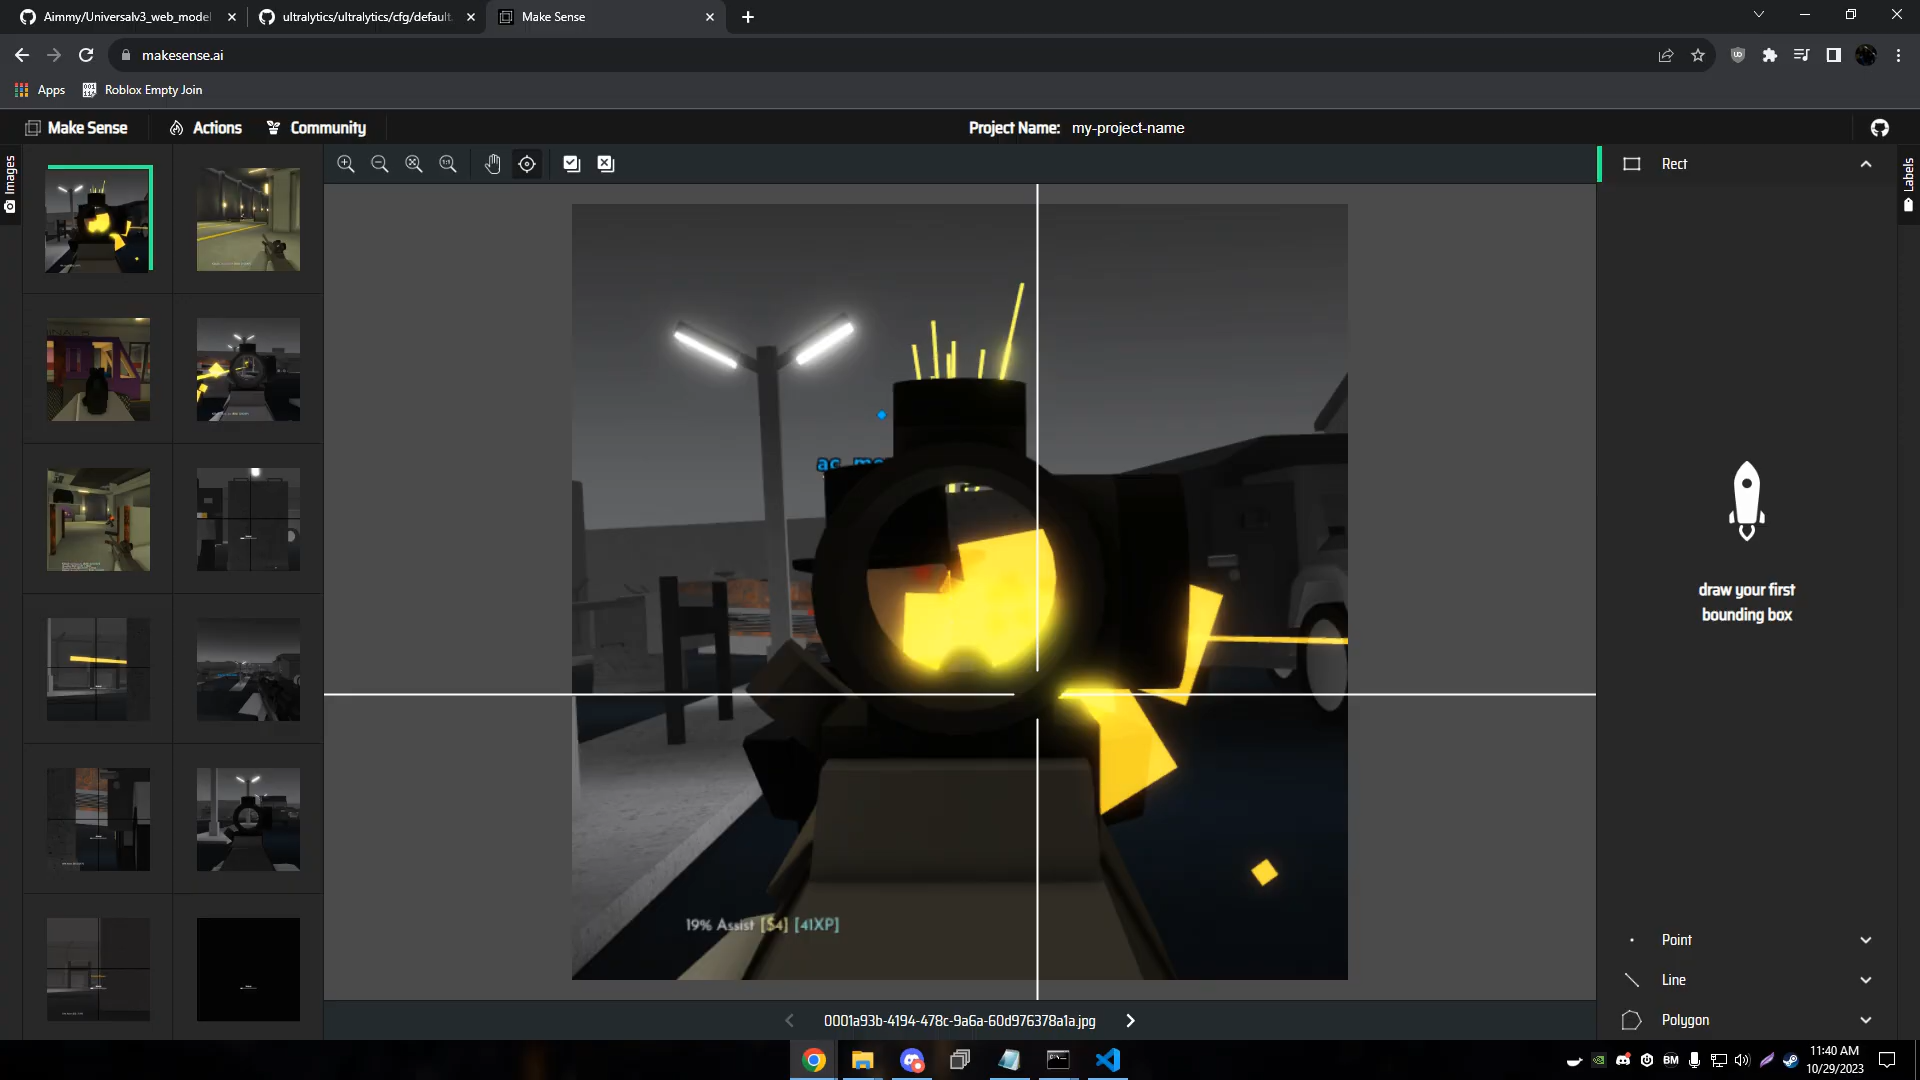 Aimmy/Universalv3_web_model
ultralytics/ultralytics/cfg/default.
Make Sense
makesense.ai
Apps
Roblox Empty Join
Make Sense
Actions
Community
Project Name: my-project-name
Images
Rect
Labels
draw your first
bounding box
19% Assist [$4] [41XP]
Point
Line
Polygon
0001a93b-4194-478c-9a6a-60d976378a1a.jpg
BM
11:40 AM
10/29/2023